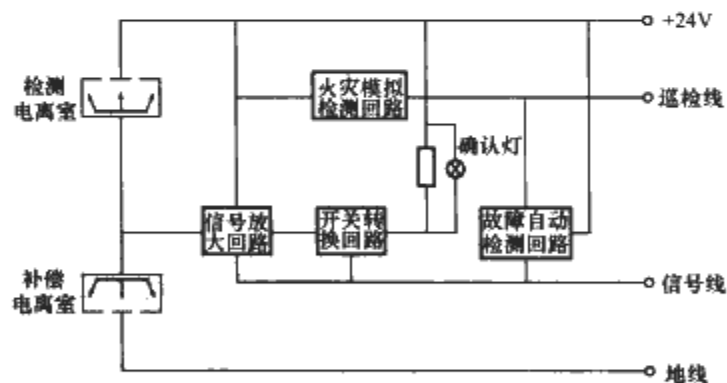 +24V
检测
电离室
火灾模拟
检测回路
巡检线
确认灯
信号放
大回路
开关转
换回路
故障自动
检测回路
补偿
电离室
信号线
地线